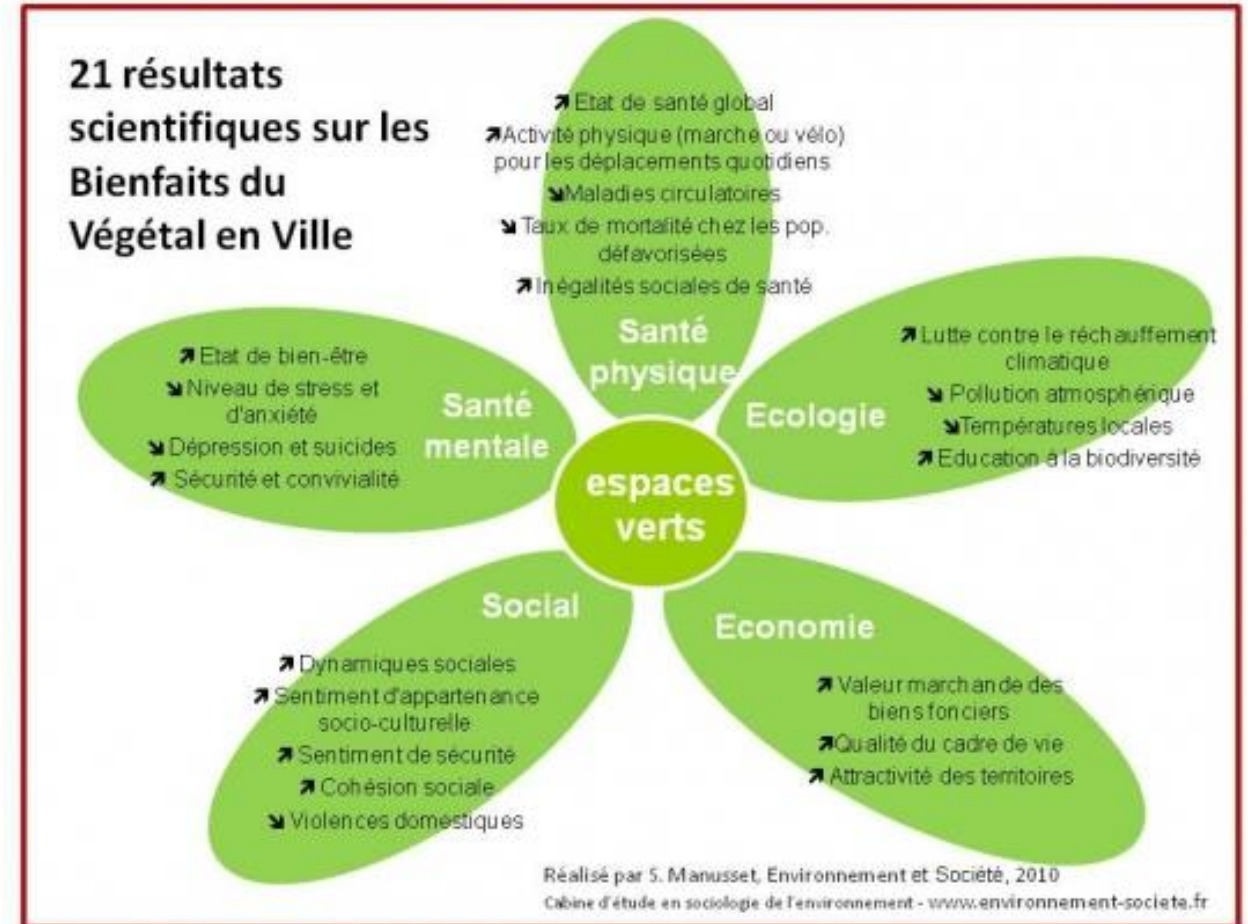 21 résultats
scientifiques sur les
Bienfaits du
Végétal en Ville
↗ Etat de santé global
↗Activité physique (marche ou vélo)
pour les déplacements quotidiens
↘Maladies circulatoires
↘ Taux de mortalité chez les pop.
défavorisées
↗ Inégalités sociales de santé
Santé
physique
↗ Lutte contre le réchauffement
climatique
↘ Pollution atmosphérique
↘Températures locales
↗ Education à la biodiversité
Ecologie
↗ Etat de bien-être
↘ Niveau de stress et
d'anxiété
↘ Dépression et suicides
↗ Sécurité et convivialité
Santé
mentale
espaces
verts
Social
↗ Dynamiques sociales
↗ Sentiment d'appartenance
socio-culturelle
↗ Sentiment de sécurité
↗ Cohésion sociale
↘ Violences domestiques
Economie
↗ Valeur marchande des
biens fonciers
↗Qualité du cadre de vie
↗ Attractivité des territoires
Réalisé par S. Manusset, Environnement et Société, 2010
Cabine d'étude en sociologie de l'environnement - www.environnement-societe.fr